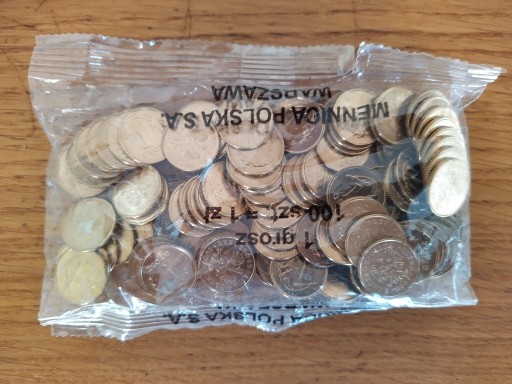 MENNICA POLSKA S.A.
WARSZAWA
1 grosz
100 szt. = 1 zł
MENNICA POLSKA S.A.